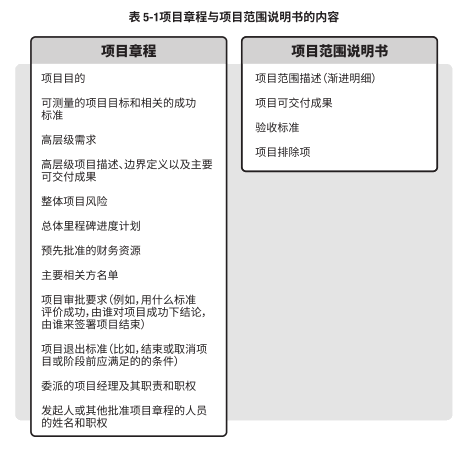 表 5-1项目章程与项目范围说明书的内容
项目章程
项目目的
可测量的项目目标和相关的成功
标准
高层级需求
高层级项目描述、边界定义以及主要
可交付成果
整体项目风险
总体里程碑进度计划
预先批准的财务资源
主要相关方名单
项目审批要求（例如，用什么标准
评价成功，由谁对项目成功下结论，
由谁来签署项目结束）
项目退出标准（比如，结束或取消项
目或阶段前应满足的的条件）
委派的项目经理及其职责和职权
发起人或其他批准项目章程的人员
的姓名和职权
项目范围说明书
项目范围描述（渐进明细）
项目可交付成果
验收标准
项目排除项